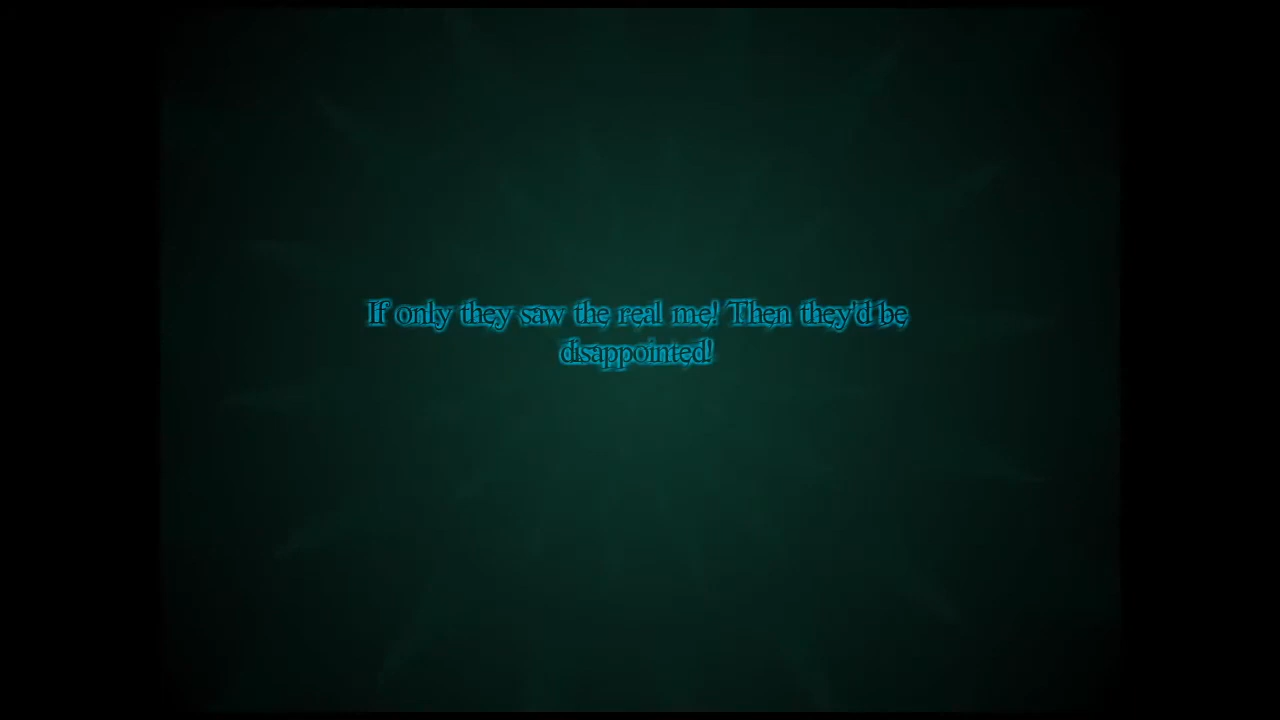 If only they saw the real me! Then they'd be
disappointed!